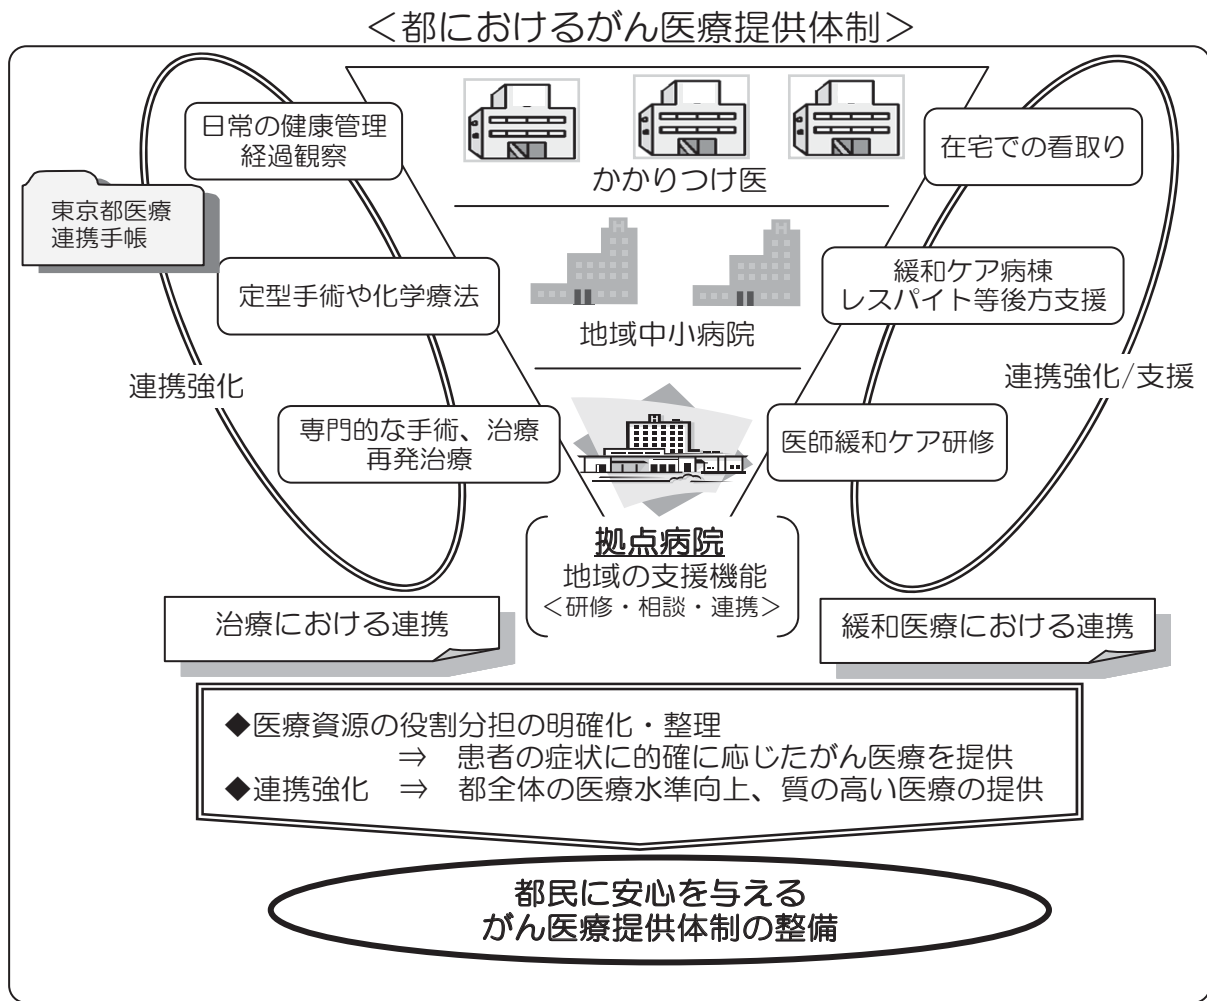 ＜都におけるがん医療提供体制＞
日常の健康管理
経過観察
かかりつけ医
在宅での看取り
東京都医療
連携手帳
定型手術や化学療法
地域中小病院
緩和ケア病棟
レスパイト等後方支援
連携強化
連携強化/支援
専門的な手術、治療
再発治療
医師緩和ケア研修
拠点病院
地域の支援機能
＜研修・相談・連携＞
治療における連携
緩和医療における連携
◆医療資源の役割分担の明確化・整理
⇒ 患者の症状に的確に応じたがん医療を提供
◆連携強化 ⇒ 都全体の医療水準向上、質の高い医療の提供
都民に安心を与える
がん医療提供体制の整備